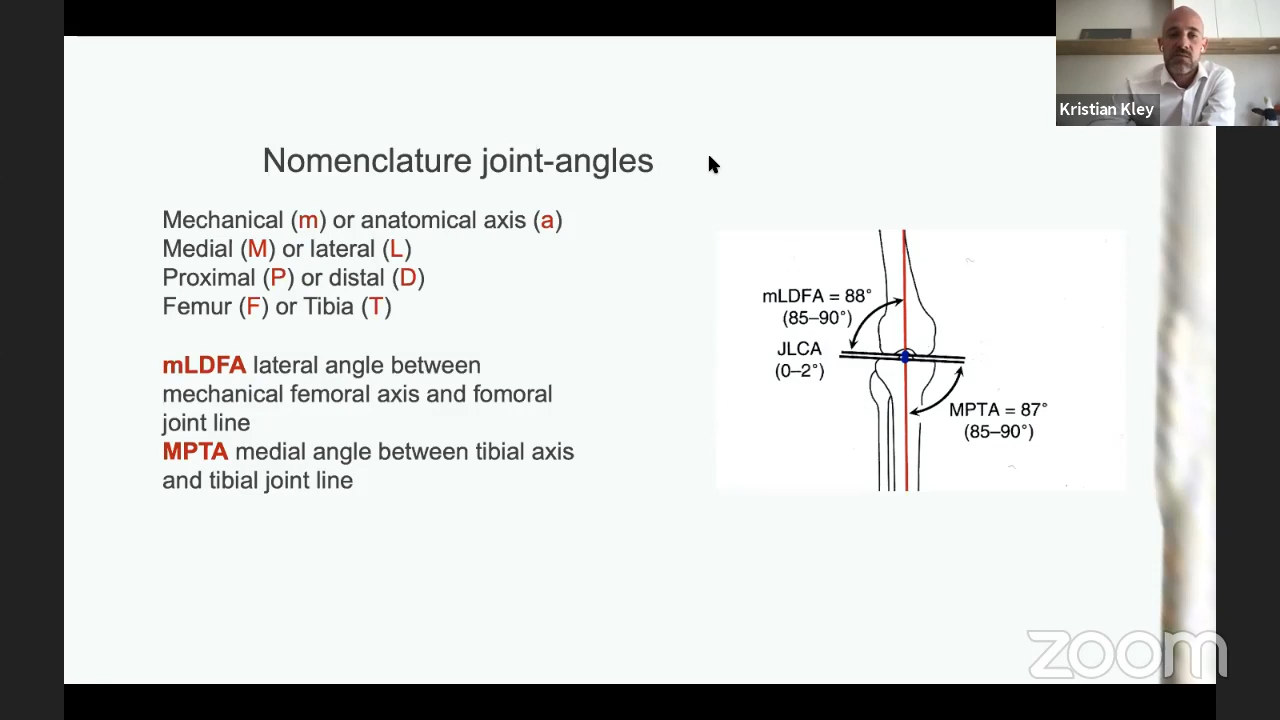 Kristian Kley
Nomenclature joint-angles
Mechanical (m) or anatomical axis (a)
Medial (M) or lateral (L)
Proximal (P) or distal (D)
Femur (F) or Tibia (T)
mLDFA lateral angle between
mechanical femoral axis and fomoral
joint line
MPTA medial angle between tibial axis
and tibial joint line
mLDFA = 88°
(85–90°)
JLCA
(0–2°)
MPTA = 87°
(85–90°)
zoom